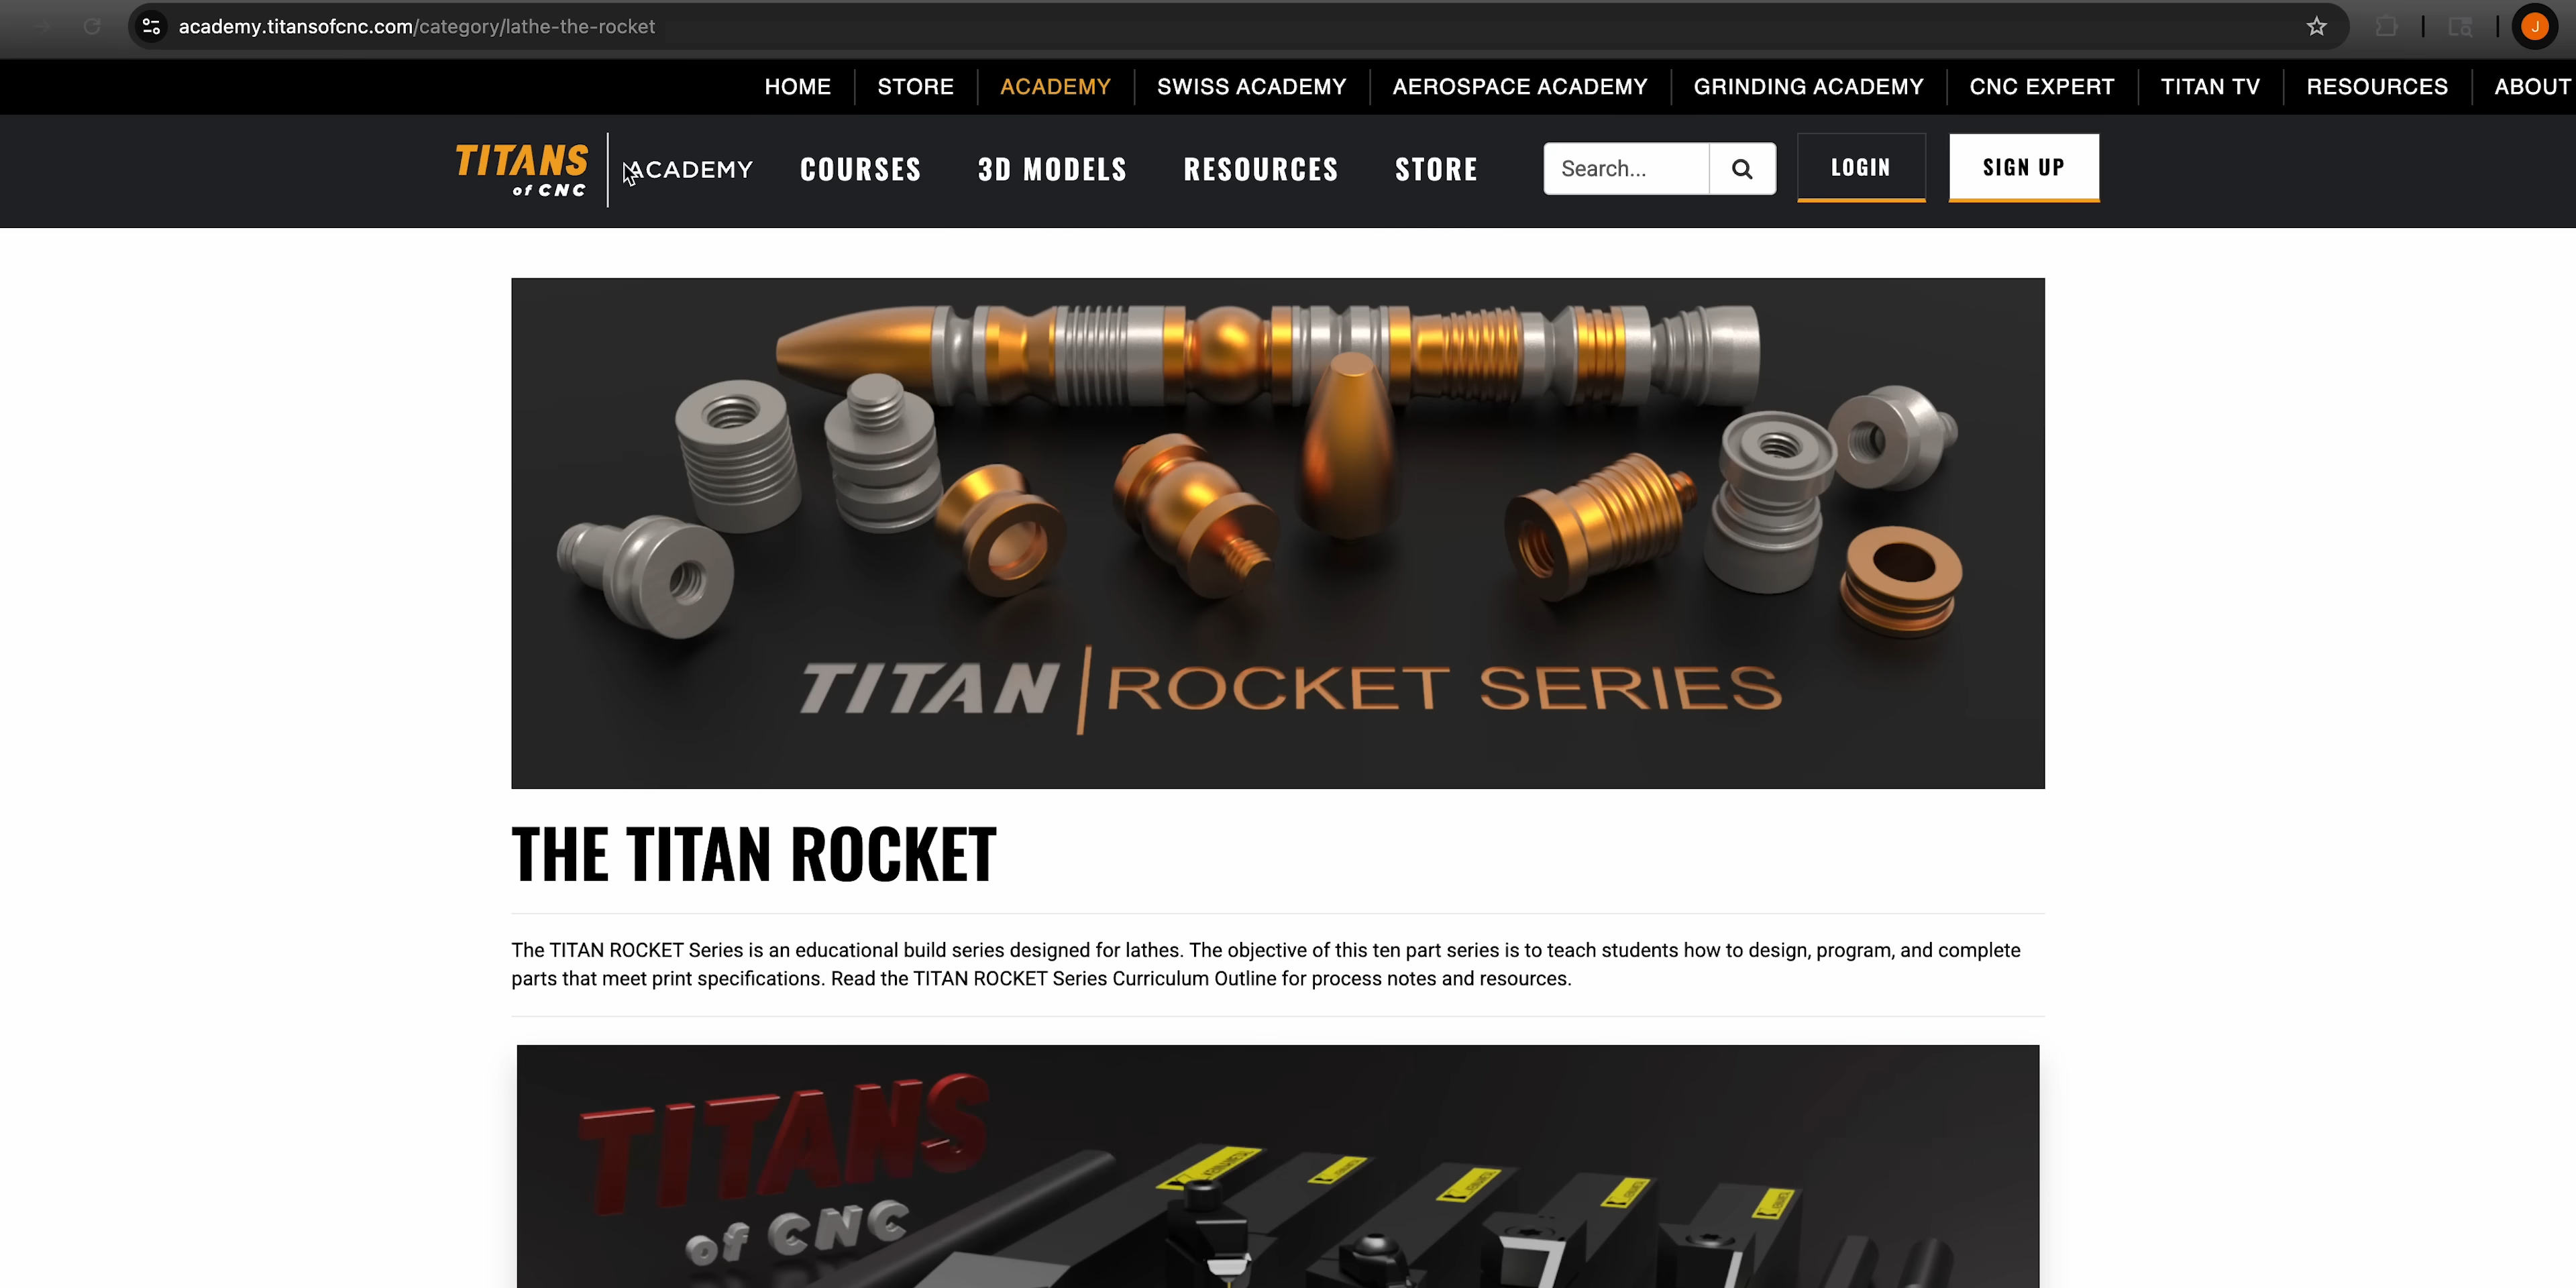 academy.titansofcnc.com/category/lathe-the-rocket
J
HOME STORE ACADEMY SWISS ACADEMY AEROSPACE ACADEMY GRINDING ACADEMY CNC EXPERT TITAN TV RESOURCES ABOUT
TITANS
of CNC
ACADEMY COURSES 3D MODELS RESOURCES STORE Search... LOGIN SIGN UP
TITAN ROCKET SERIES
THE TITAN ROCKET
The TITAN ROCKET Series is an educational build series designed for lathes. The objective of this ten part series is to teach students how to design, program, and complete
parts that meet print specifications. Read the TITAN ROCKET Series Curriculum Outline for process notes and resources.
TITANS
of CNC